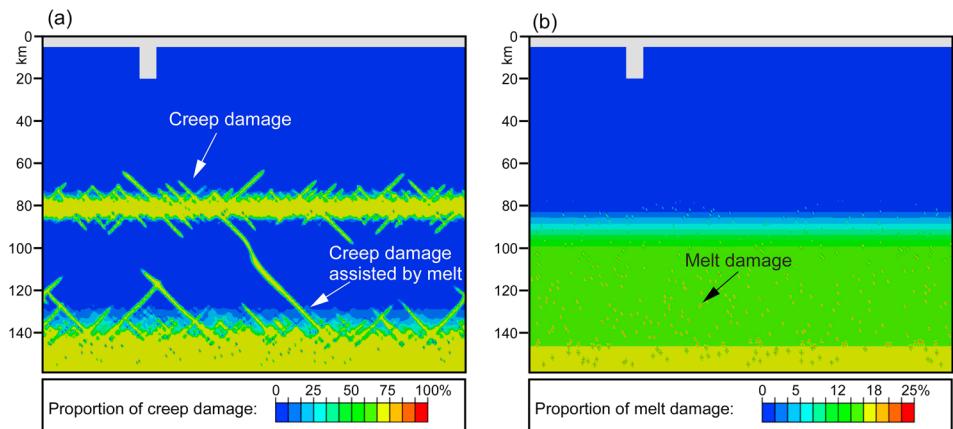 (a)
(b)
0
km
20
40
60
80
100
120
140
Creep damage
Creep damage
assisted by melt
0
km
20
40
60
80
100
120
140
Melt damage
Proportion of creep damage:
0 25 50 75 100%
Proportion of melt damage:
0 5 12 18 25%